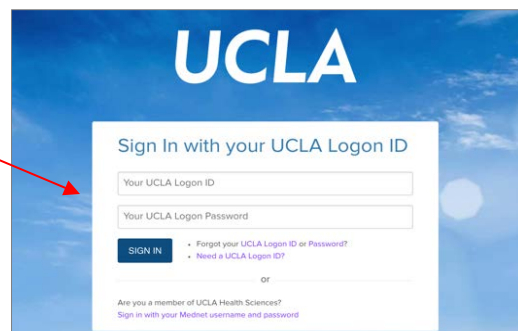 UCLA
Sign In with your UCLA Logon ID
Your UCLA Logon ID
Your UCLA Logon Password
SIGN IN
• Forgot your UCLA Logon ID or Password?
• Need a UCLA Logon ID?
or
Are you a member of UCLA Health Sciences?
Sign in with your Mednet username and password